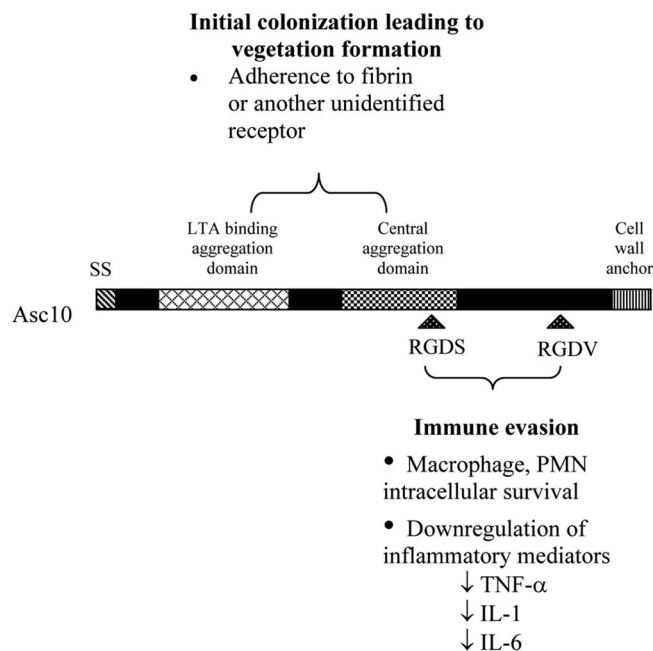 Initial colonization leading to
vegetation formation
• Adherence to fibrin
or another unidentified
receptor
LTA binding
aggregation
domain
Central
aggregation
domain
Cell
wall
anchor
SS
Asc10
RGDS
RGDV
Immune evasion
• Macrophage, PMN
intracellular survival
• Downregulation of
inflammatory mediators
↓ TNF-α
↓ IL-1
↓ IL-6